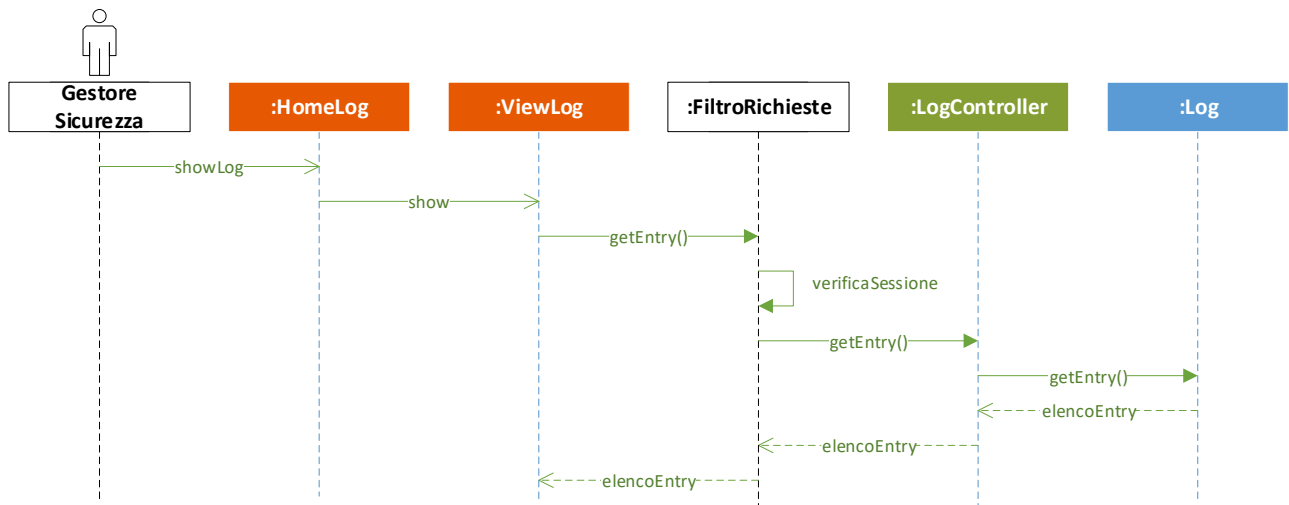 Gestore
Sicurezza
:HomeLog
:ViewLog
:FiltroRichieste
:LogController
:Log
showLog
show
getEntry()
verificaSessione
getEntry()
getEntry()
elencoEntry
elencoEntry
elencoEntry